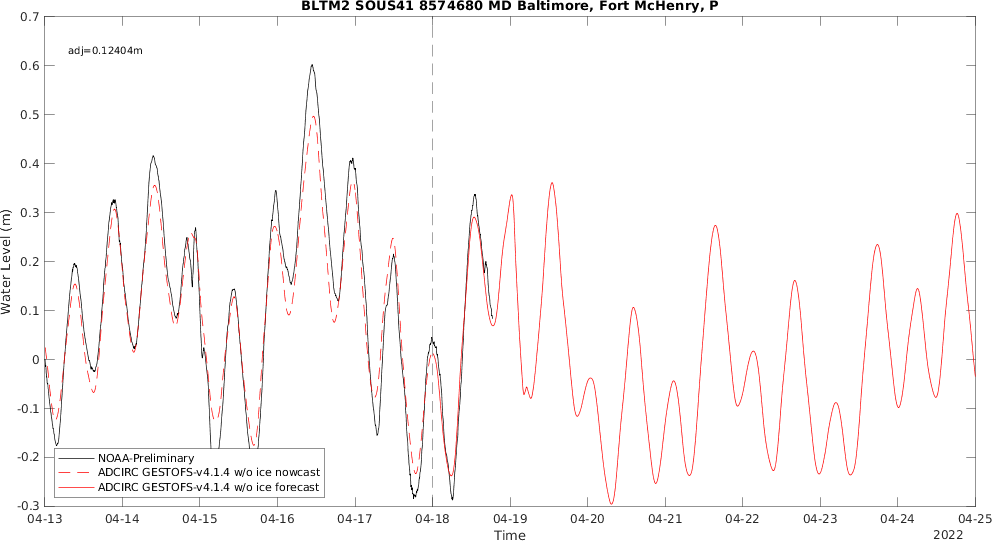 BLTM2 SOUS41 8574680 MD Baltimore, Fort McHenry, P
adj=0.12404m
Water Level (m)
0.7
0.6
0.5
0.4
0.3
0.2
0.1
0
-0.1
-0.2
-0.3
NOAA-Preliminary
ADCIRC GESTOFS-v4.1.4 w/o ice nowcast
ADCIRC GESTOFS-v4.1.4 w/o ice forecast
04-13 04-14 04-15 04-16 04-17 04-18 04-19 04-20 04-21 04-22 04-23 04-24 04-25
Time
2022